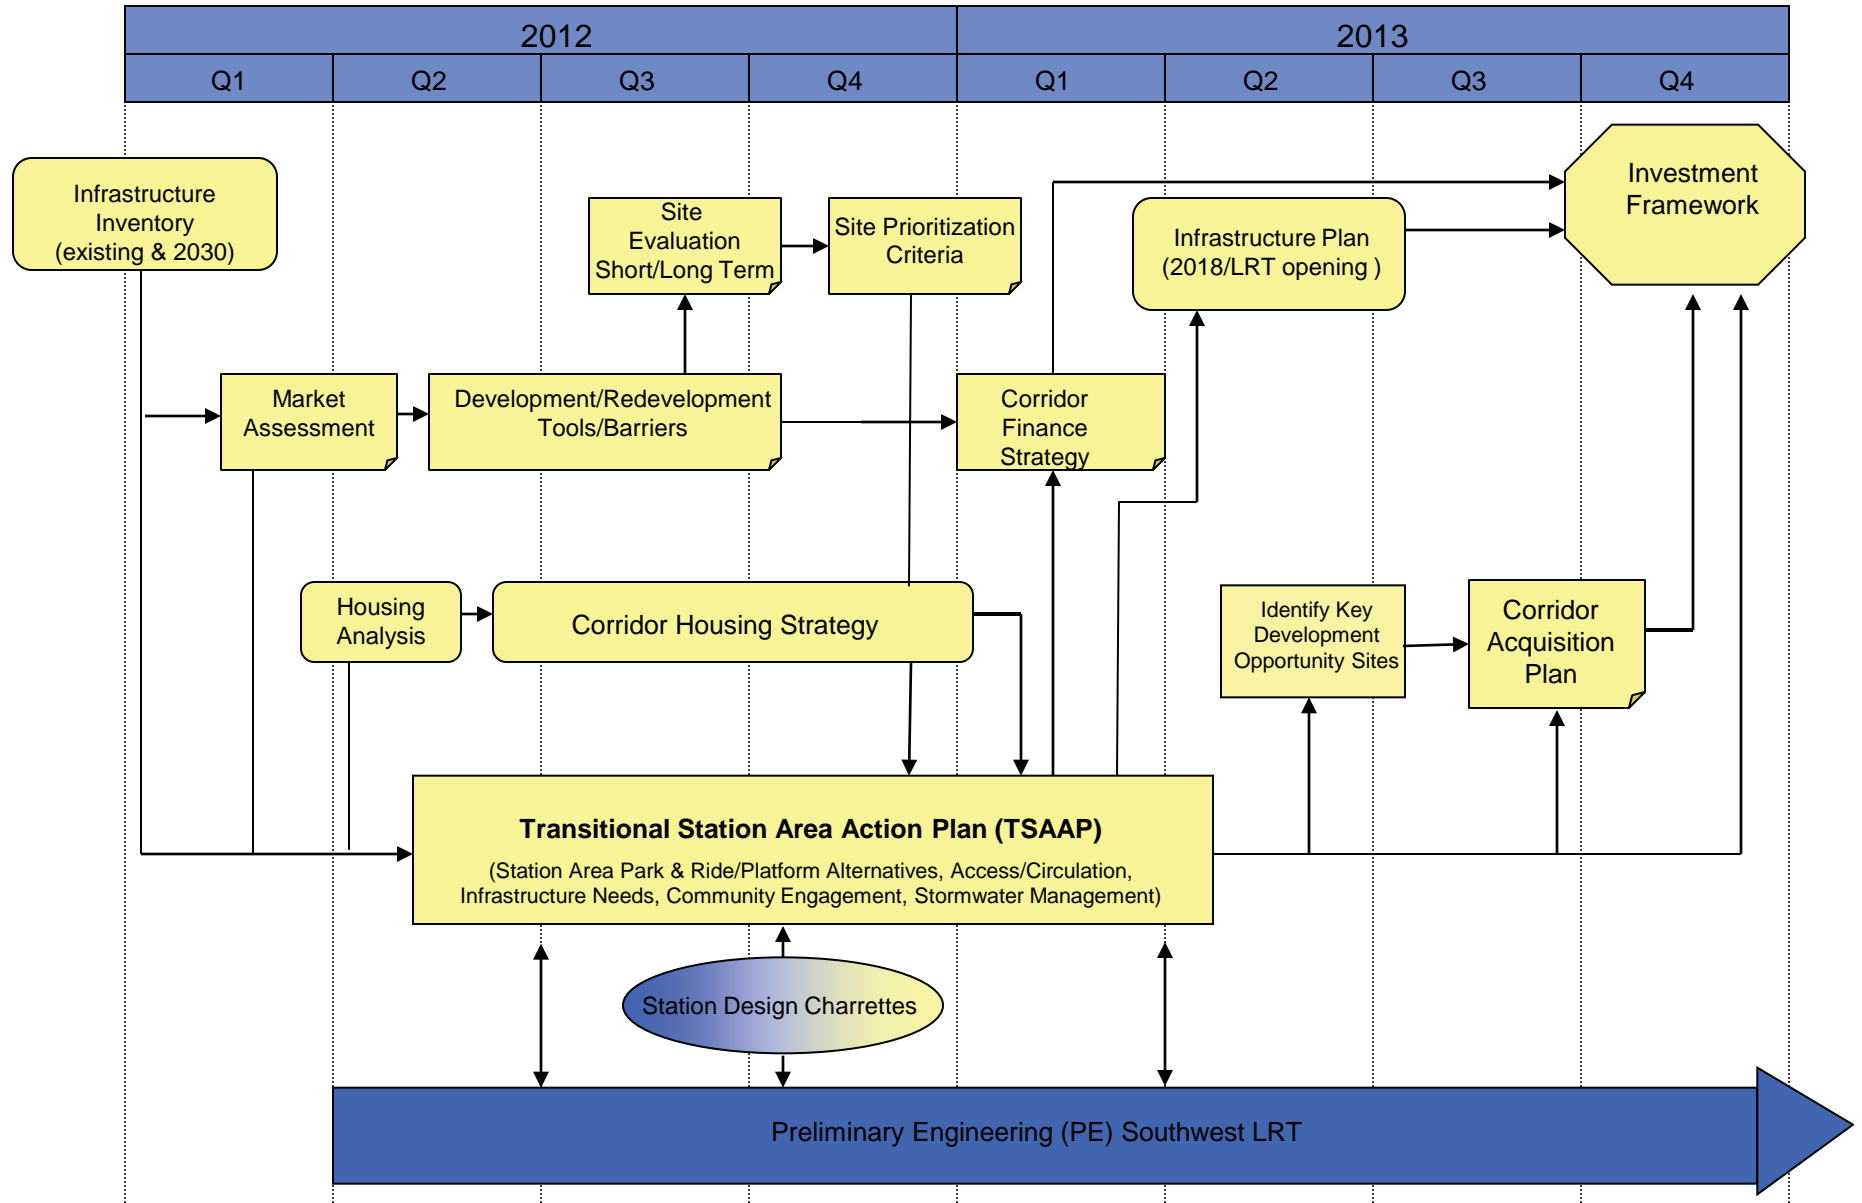 2012
2013
Q1
Q2
Q3
Q4
Q1
Q2
Q3
Q4
Infrastructure
Inventory
(existing & 2030)
Site
Evaluation
Short/Long Term
Site Prioritization
Criteria
Infrastructure Plan
(2018/LRT opening )
Investment
Framework
Market
Assessment
Development/Redevelopment
Tools/Barriers
Corridor
Finance
Strategy
Housing
Analysis
Corridor Housing Strategy
Identify Key
Development
Opportunity Sites
Corridor
Acquisition
Plan
Transitional Station Area Action Plan (TSAAP)
(Station Area Park & Ride/Platform Alternatives, Access/Circulation,
Infrastructure Needs, Community Engagement, Stormwater Management)
Station Design Charrettes
Preliminary Engineering (PE) Southwest LRT